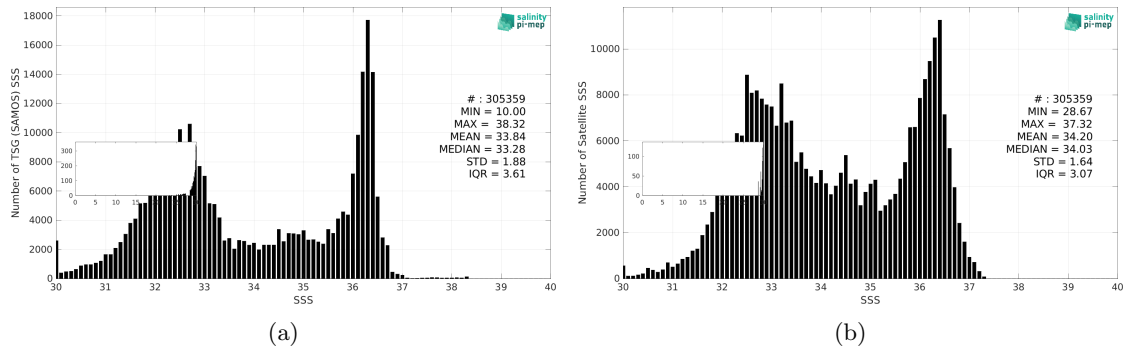 18000
16000
14000
12000
10000
8000
6000
4000
2000
0
Number of TSG (SAMOS) SSS
salinity
pi-mep
# : 305359
MIN = 10.00
MAX = 38.32
MEAN = 33.84
MEDIAN = 33.28
STD = 1.88
IQR = 3.61
300
200
100
0
0 5 10 15
30 31 32 33 34 35 36 37 38 39 40
SSS
(a)
10000
8000
6000
4000
2000
0
Number of Satellite SSS
salinity
pi-mep
# : 305359
MIN = 28.67
MAX = 37.32
MEAN = 34.20
MEDIAN = 34.03
STD = 1.64
IQR = 3.07
100
50
0
0 5 10 15
30 31 32 33 34 35 36 37 38 39 40
SSS
(b)